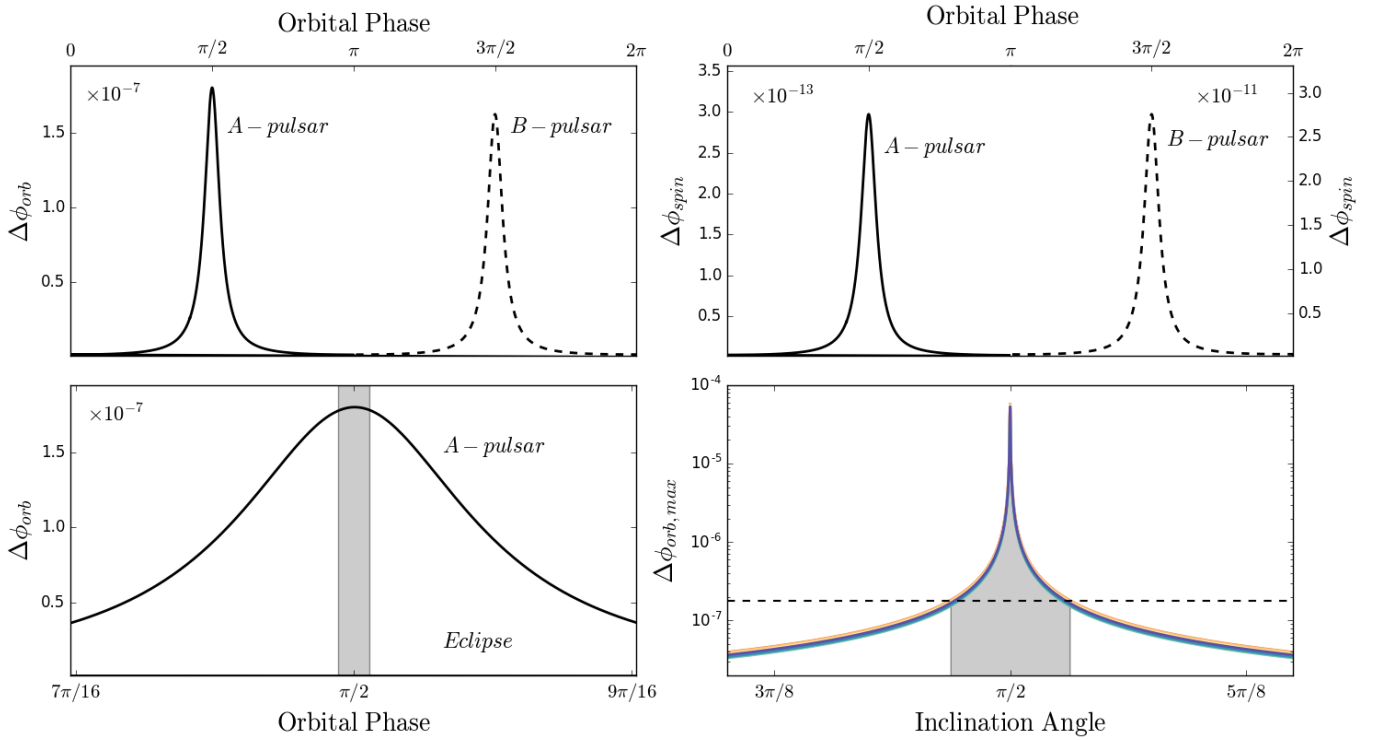 Orbital Phase
0 π/2 π 3π/2 2π
×10⁻⁷
A − pulsar
B − pulsar
1.5
1.0
0.5
Δϕ_orb
Orbital Phase
0 π/2 π 3π/2 2π
×10⁻¹³
×10⁻¹¹
A − pulsar
B − pulsar
3.5
3.0
2.5
2.0
1.5
1.0
0.5
Δϕ_spin
3.0
2.5
2.0
1.5
1.0
0.5
Δϕ_spin
×10⁻⁷
A − pulsar
Eclipse
1.5
1.0
0.5
Δϕ_orb
7π/16 π/2 9π/16
Orbital Phase
10⁻⁴
10⁻⁵
10⁻⁶
10⁻⁷
Δϕ_orb,max
3π/8 π/2 5π/8
Inclination Angle